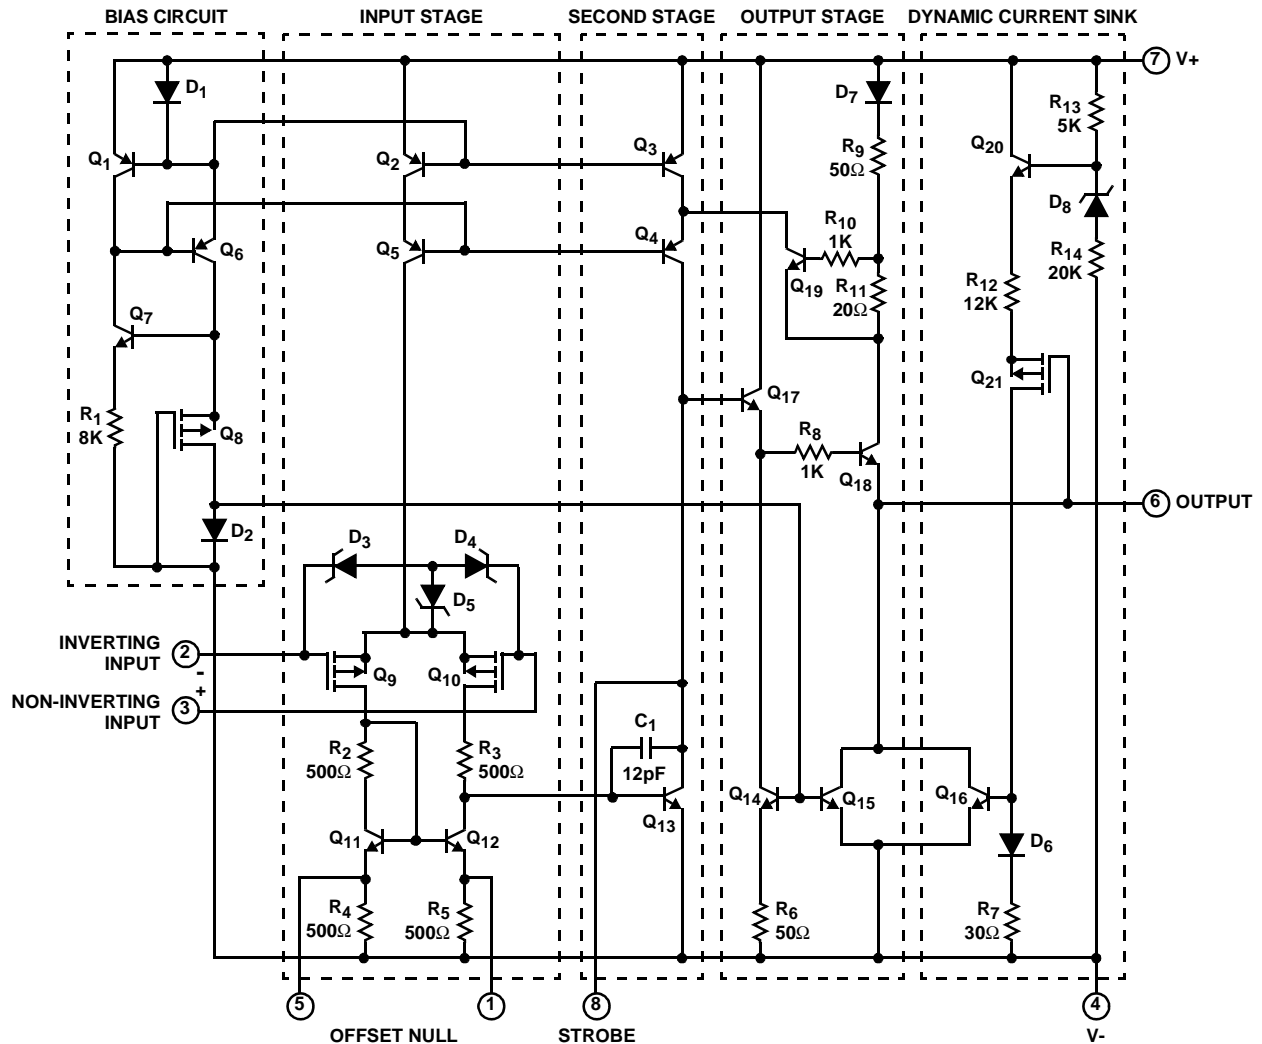 BIAS CIRCUIT
INPUT STAGE
SECOND STAGE
OUTPUT STAGE
DYNAMIC CURRENT SINK
7 V+
D1
D7
R13
5K
Q1
Q2
Q3
R9
50Ω
Q20
D8
Q6
Q5
Q4
R10
1K
Q19
R11
20Ω
R14
20K
R12
12K
Q7
Q21
Q17
R1
8K
Q8
R8
1K
Q18
6 OUTPUT
D2
D3
D4
D5
INVERTING
INPUT
2
-
+
NON-INVERTING
INPUT
3
Q9
Q10
R2
500Ω
R3
500Ω
C1
12pF
Q11
Q12
Q13
Q14
Q15
Q16
D6
R4
500Ω
R5
500Ω
R6
50Ω
R7
30Ω
5
1
8
4
OFFSET NULL
STROBE
V-